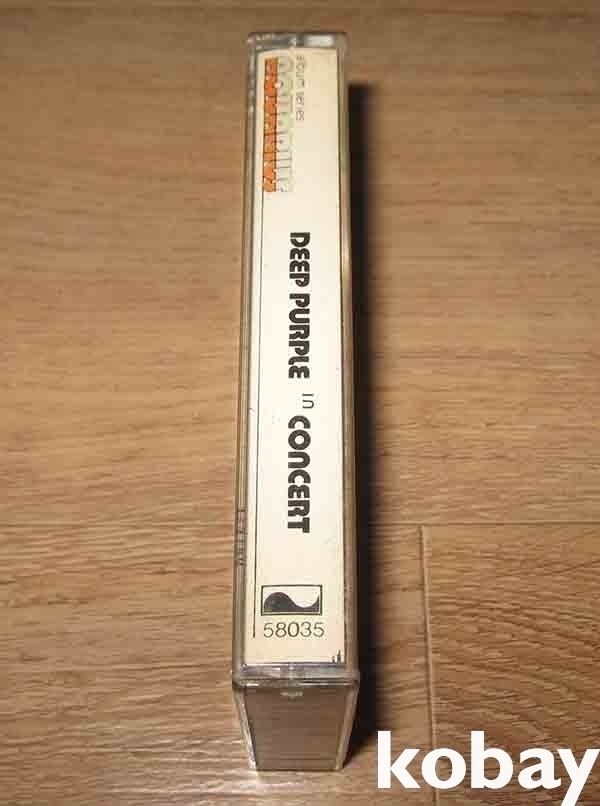 album series
DEEP PURPLE in CONCERT
58035
kobay